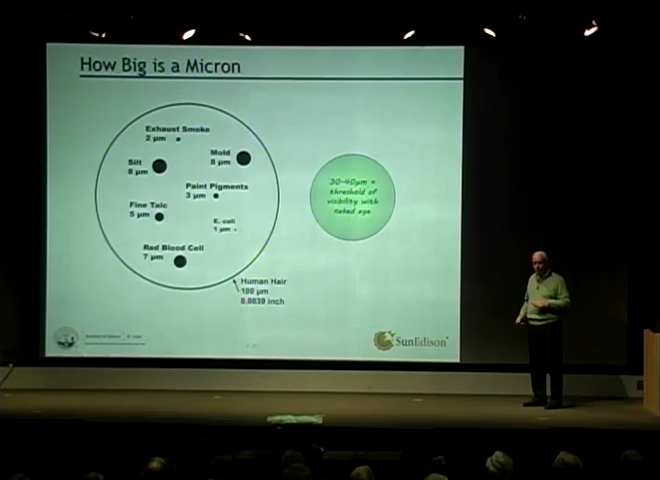 How Big is a Micron
Exhaust Smoke
2 µm
Mold
8 µm
Silt
8 µm
Paint Pigments
3 µm
Fine Talc
5 µm
E. coli
1 µm
Red Blood Cell
7 µm
Human Hair
100 µm
0.0039 inch
30-40µm =
threshold of
visibility with
naked eye
SunEdison